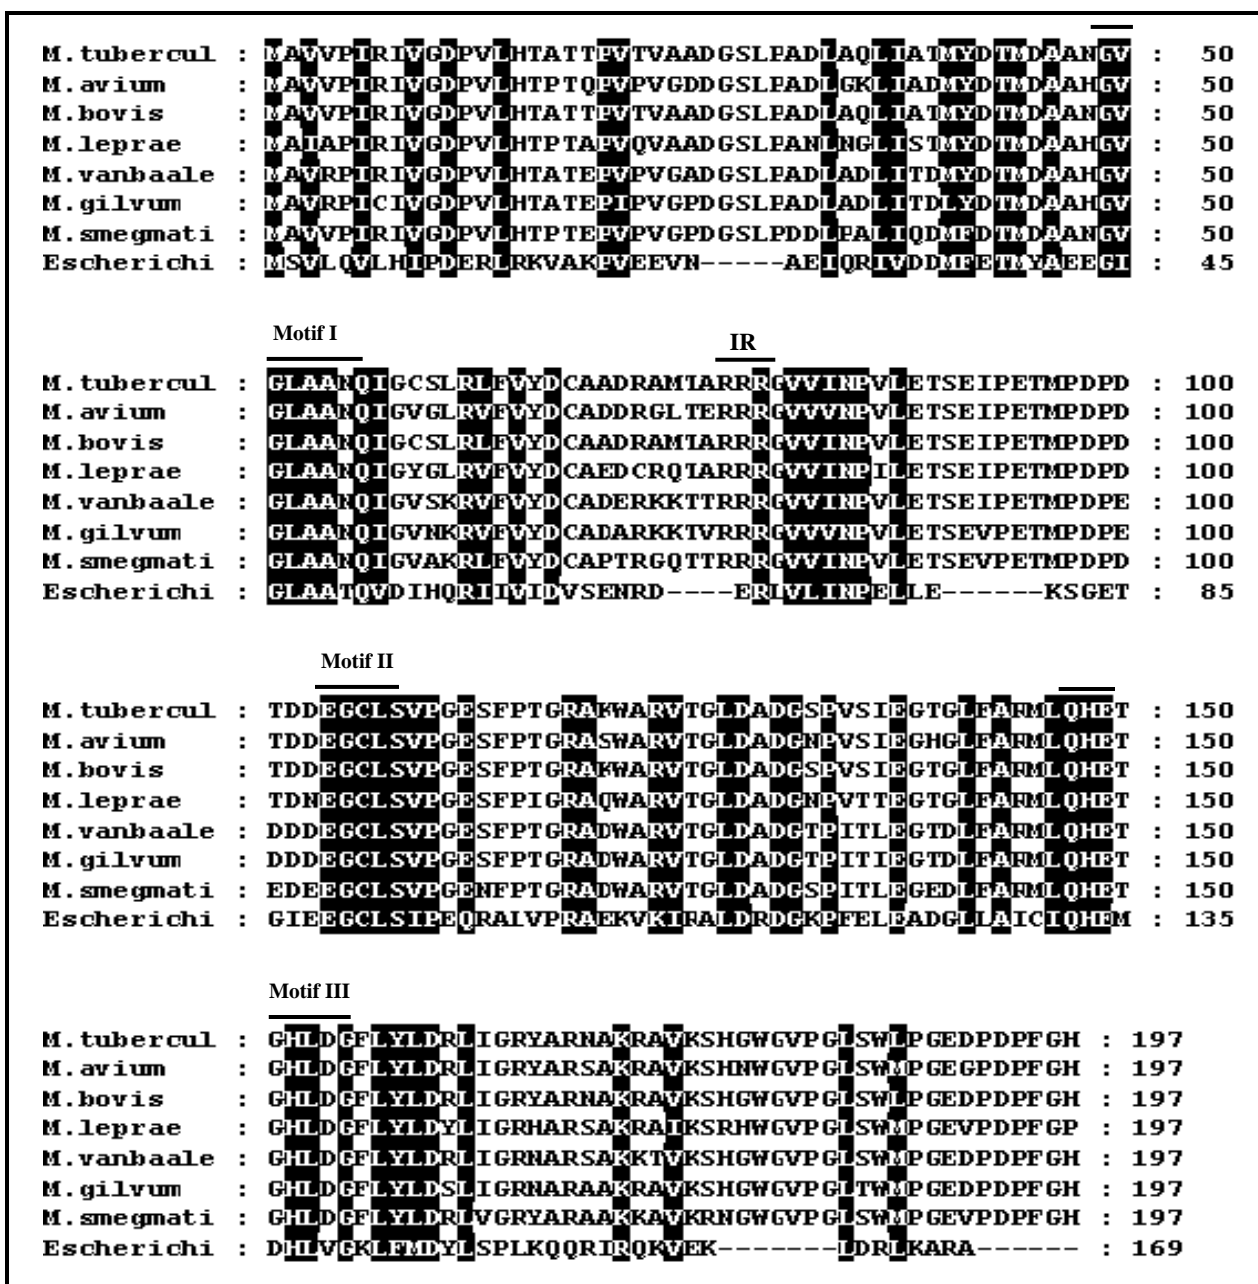 M.tubercul : MAVVPIRIVGDPVLHTATTPVTVAADGSLPADLAQLIATMYDTMDAANGV : 50
M.avium : MAVVPIRIVGDPVLHTPTQPVPVGDDGSLPADLGKLIADMYDTMDAAHGV : 50
M.bovis : MAVVPIRIVGDPVLHTATTPVTVAADGSLPADLAQLIATMYDTMDAANGV : 50
M.leprae : MAIAPIRIVGDPVLHTPTAPVQVAADGSLPANLNGLISTMYDTMDAAHGV : 50
M.vanbaale : MAVRPIRIVGDPVLHTATEPVPVGADGSLPADLADLITDMYDTMDAAHGV : 50
M.gilvum : MAVRPICIVGDPVLHTATEPIPVGPDGSLPADLADLITDLYDTMDAAHGV : 50
M.smegmati : MAVVPIRIVGDPVLHTPTEPVPVGPDGSLPDDLPALIQDMFDTMDAANGV : 50
Escherichi : MSVLQVLHIPDERLRKVAKPVEEVN-----AEIQRIVDDMFETMYAEEGI : 45
Motif I IR
M.tubercul : GLAANQIGCSLRLFVYDCAADRAMTARRRGVVINPVLETSEIPETMPDPD : 100
M.avium : GLAANQIGVGLRVFVYDCADDRGLTERRRGVVVNPVLETSEIPETMPDPD : 100
M.bovis : GLAANQIGCSLRLFVYDCAADRAMTARRRGVVINPVLETSEIPETMPDPD : 100
M.leprae : GLAANQIGYGLRVFVYDCAEDCRQTARRRGVVINPILETSEIPETMPDPD : 100
M.vanbaale : GLAANQIGVSKRVFVYDCADERKKTTRRRGVVINPVLETSEIPETMPDPE : 100
M.gilvum : GLAANQIGVNKRVFVYDCADARKKTVRRRGVVVNPVLETSEVPETMPDPE : 100
M.smegmati : GLAANQIGVAKRLFVYDCAPTRGQTTRRRGVVINPVLETSEVPETMPDPD : 100
Escherichi : GLAATQVDIHQRIIVIDVSENRD----ERLVLINPELLE------KSGET : 85
Motif II
M.tubercul : TDDEGCLSVPGESFPTGRAKWARVTGLDADGSPVSIEGTGLFARMLQHET : 150
M.avium : TDDEGCLSVPGESFPTGRASWARVTGLDADGNPVSIEGHGLFARMLQHET : 150
M.bovis : TDDEGCLSVPGESFPTGRAKWARVTGLDADGSPVSIEGTGLFARMLQHET : 150
M.leprae : TDNEGCLSVPGESFPIGRAQWARVTGLDADGNPVTTEGTGLFARMLQHET : 150
M.vanbaale : DDDEGCLSVPGESFPTGRADWARVTGLDADGTPITLEGTDLFARMLQHET : 150
M.gilvum : DDDEGCLSVPGESFPTGRADWARVTGLDADGTPITIEGTDLFARMLQHET : 150
M.smegmati : EDEEGCLSVPGENFPTGRADWARVTGLDADGSPITLEGEDLFARMLQHET : 150
Escherichi : GIEEGCLSIPEQRALVPRAEKVKIRALDRDGKPFELEADGLLAICIQHEM : 135
Motif III
M.tubercul : GHLDGFLYLDRLIGRYARNAKRAVKSHGWGVPGLSWLPGEDPDPFGH : 197
M.avium : GHLDGFLYLDRLIGRYARSAKRAVKSHNWGVPGLSWMPGEGPDPFGH : 197
M.bovis : GHLDGFLYLDRLIGRYARNAKRAVKSHGWGVPGLSWLPGEDPDPFGH : 197
M.leprae : GHLDGFLYLDYLIGRHARSAKRAIKSRHWGVPGLSWMPGEVPDPFGP : 197
M.vanbaale : GHLDGFLYLDRLIGRNARSAKKTVKSHGWGVPGLSWMPGEDPDPFGH : 197
M.gilvum : GHLDGFLYLDSLIGRNARAAKRAVKSHGWGVPGLTWMPGEDPDPFGH : 197
M.smegmati : GHLDGFLYLDRLVGRYARAAKKAVKRNGWGVPGLSWMPGEVPDPFGH : 197
Escherichi : DHLVGKLFMDYLSPLKQQRIRQKVEK-------LDRLKARA------ : 169